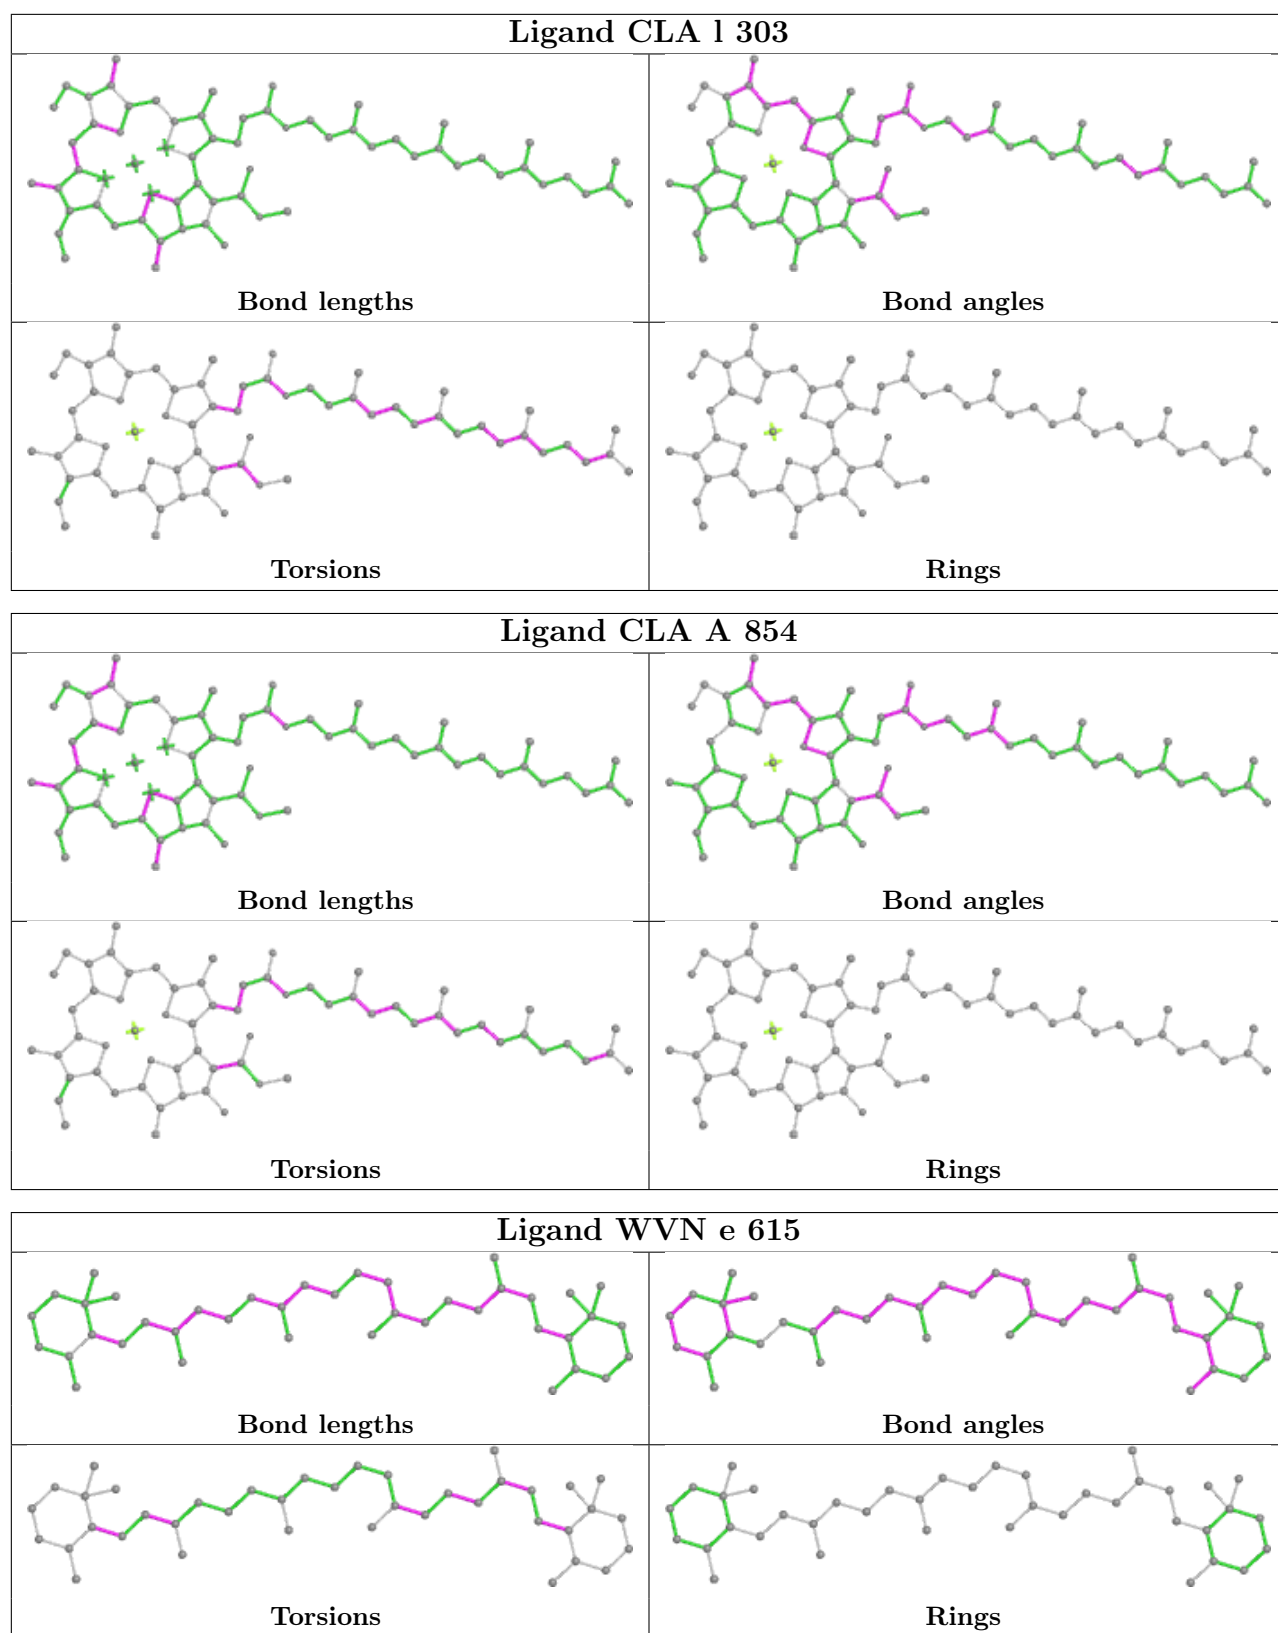 Ligand CLA l 303
Bond lengths
Bond angles
Torsions
Rings
Ligand CLA A 854
Bond lengths
Bond angles
Torsions
Rings
Ligand WVN e 615
Bond lengths
Bond angles
Torsions
Rings